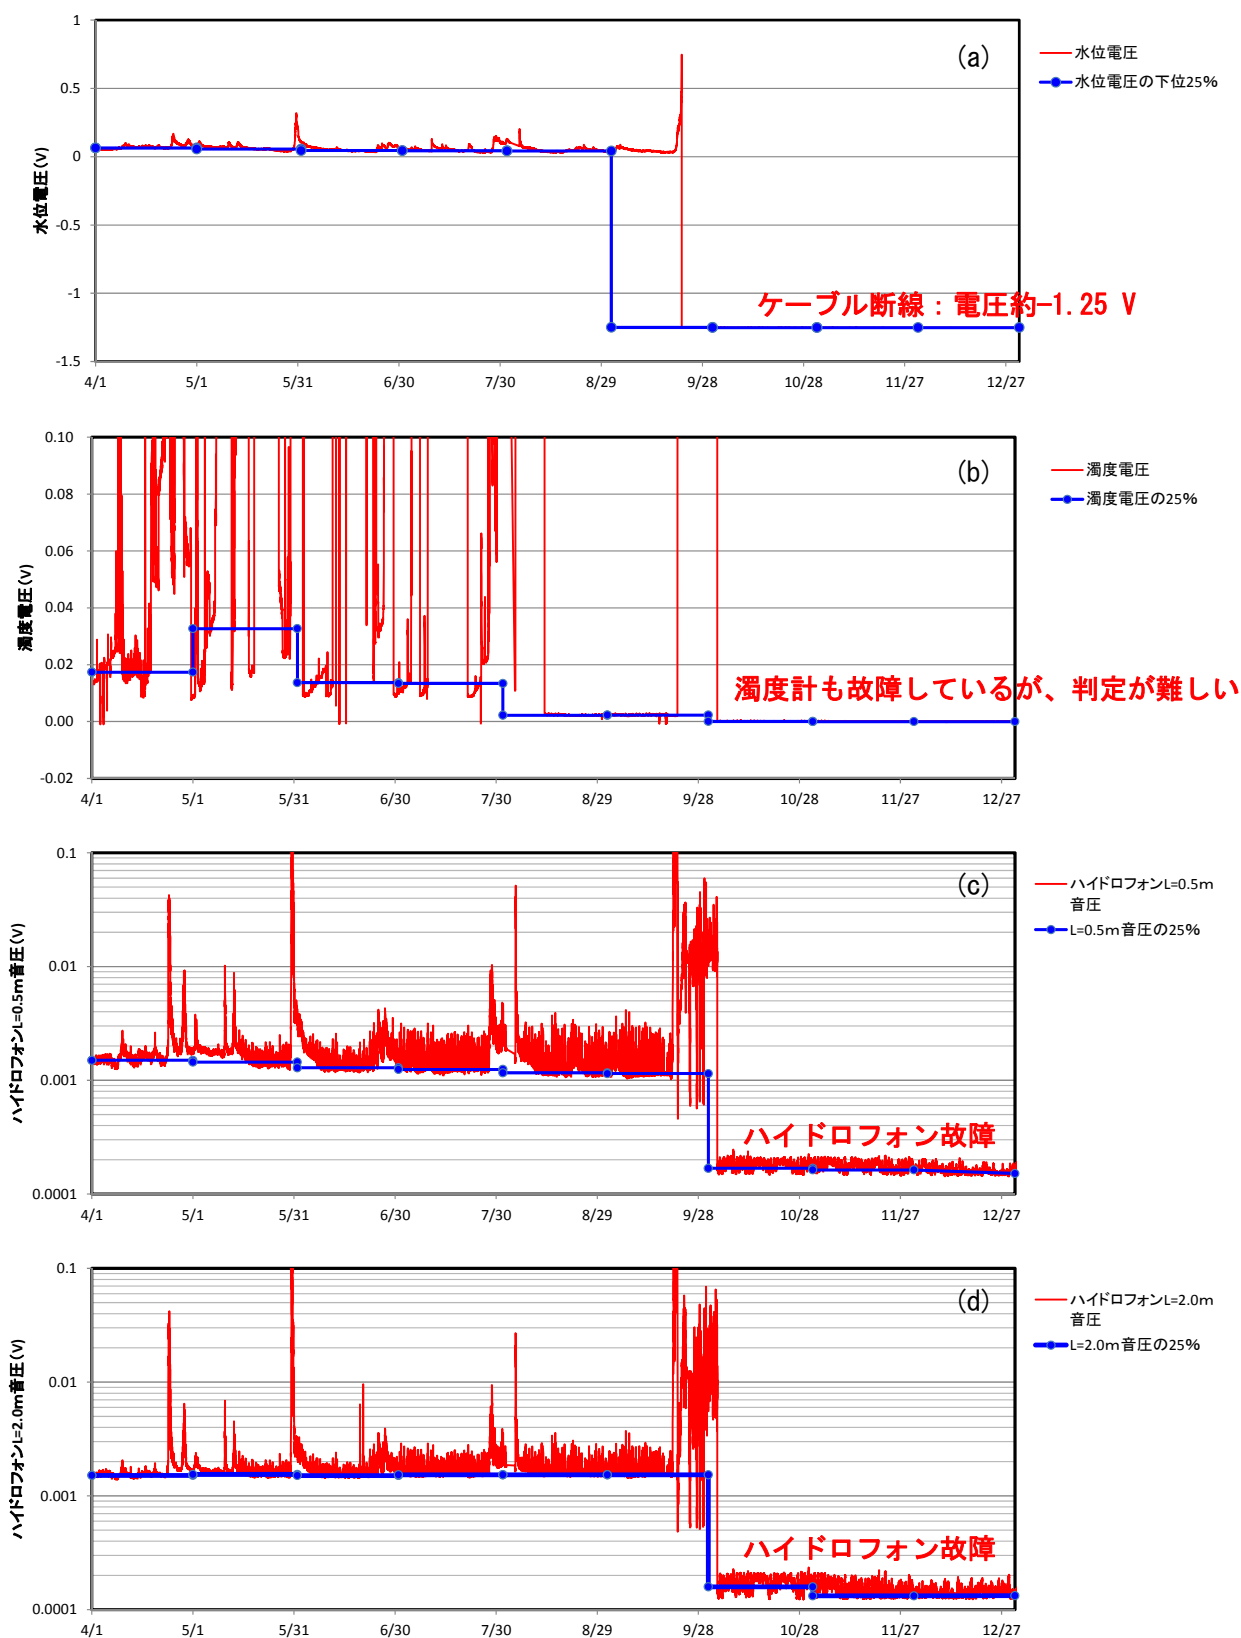 1
0.5
0
-0.5
-1
-1.5
水位電圧(V)
(a)
水位電圧
水位電圧の下位25%
ケーブル断線：電圧約-1.25 V
4/1 5/1 5/31 6/30 7/30 8/29 9/28 10/28 11/27 12/27
0.10
0.08
0.06
0.04
0.02
0.00
-0.02
濁度電圧(V)
(b)
濁度電圧
濁度電圧の25%
濁度計も故障しているが、判定が難しい
4/1 5/1 5/31 6/30 7/30 8/29 9/28 10/28 11/27 12/27
0.1
0.01
0.001
0.0001
ハイドロフォンL=0.5m音圧(V)
(c)
ハイドロフォンL=0.5m
音圧
L=0.5m音圧の25%
ハイドロフォン故障
4/1 5/1 5/31 6/30 7/30 8/29 9/28 10/28 11/27 12/27
0.1
0.01
0.001
0.0001
ハイドロフォンL=2.0m音圧(V)
(d)
ハイドロフォンL=2.0m
音圧
L=2.0m音圧の25%
ハイドロフォン故障
4/1 5/1 5/31 6/30 7/30 8/29 9/28 10/28 11/27 12/27